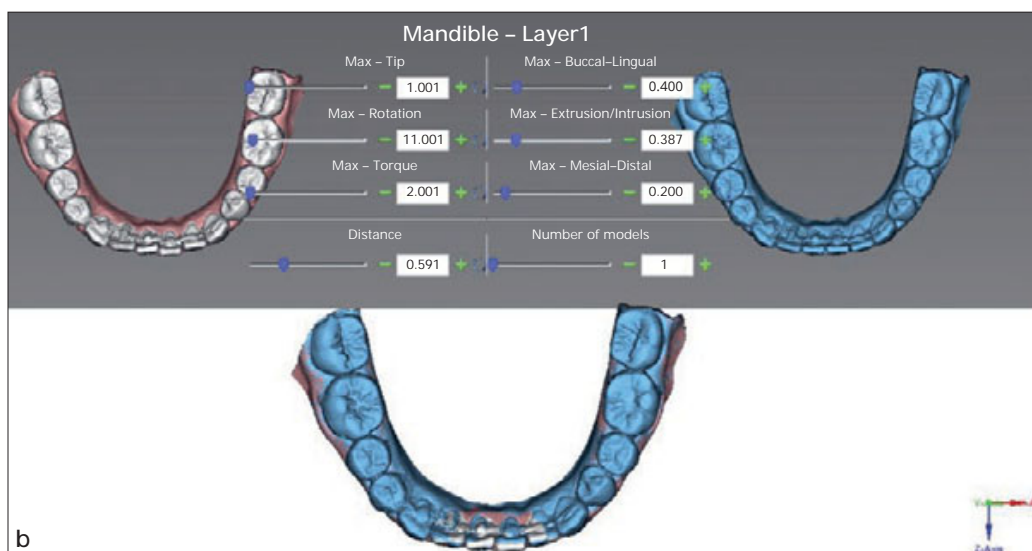 Mandible – Layer1
Max – Tip
1.001
Max – Buccal–Lingual
0.400
Max – Rotation
11.001
Max – Extrusion/Intrusion
0.387
Max – Torque
2.001
Max – Mesial–Distal
0.200
Distance
0.591
Number of models
1
b